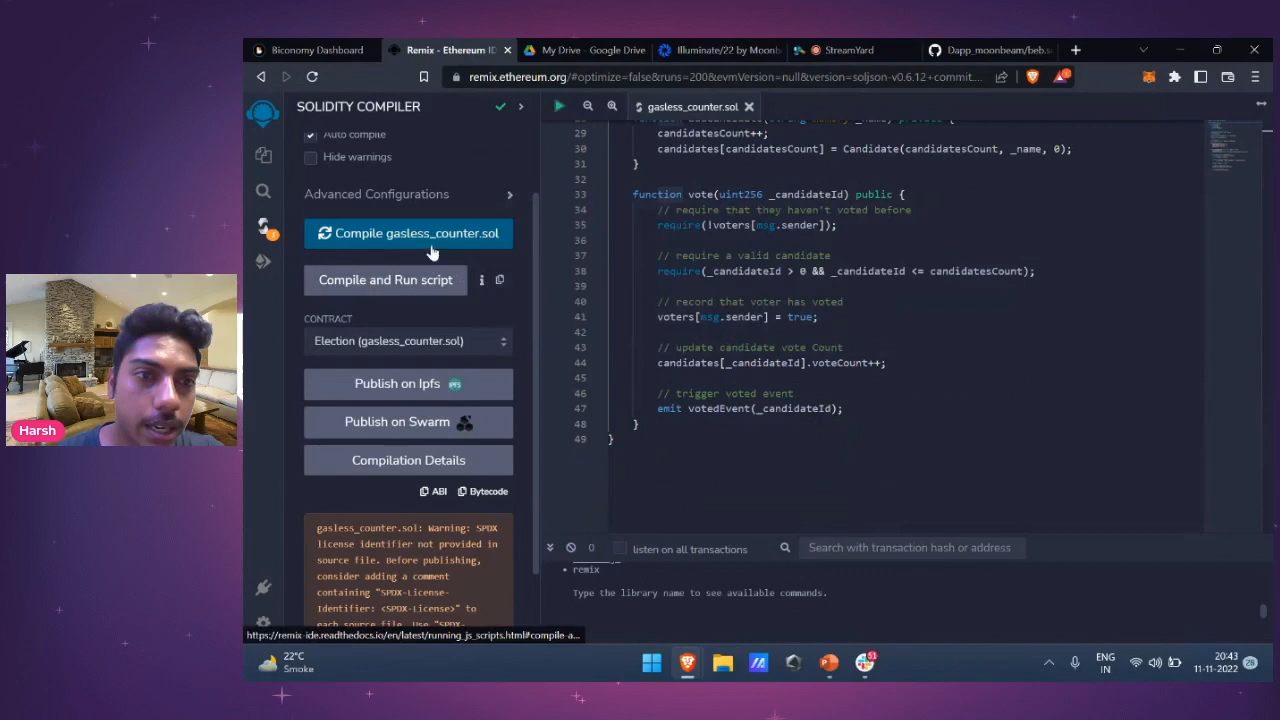 Biconomy Dashboard
Remix - Ethereum ID
My Drive - Google Drive
Illuminate/22 by Moonb
StreamYard
Dapp_moonbeam/beb.s
remix.ethereum.org/#optimize=false&runs=200&evmVersion=null&version=soljson-v0.6.12+commit....
SOLIDITY COMPILER
gasless_counter.sol
Auto compile
Hide warnings
Advanced Configurations
Compile gasless_counter.sol
Compile and Run script
CONTRACT
Election (gasless_counter.sol)
Publish on Ipfs
Publish on Swarm
Compilation Details
ABI
Bytecode
gasless_counter.sol: Warning: SPDX
license identifier not provided in
source file. Before publishing,
consider adding a comment
containing "SPDX-License-
Identifier: <SPDX-License>" to
each source file. Use "SPDX-
29 candidatesCount++;
30 candidates[candidatesCount] = Candidate(candidatesCount, _name, 0);
31 }
32
33 function vote(uint256 _candidateId) public {
34 // require that they haven't voted before
35 require(!voters[msg.sender]);
36
37 // require a valid candidate
38 require(_candidateId > 0 && _candidateId <= candidatesCount);
39
40 // record that voter has voted
41 voters[msg.sender] = true;
42
43 // update candidate vote Count
44 candidates[_candidateId].voteCount++;
45
46 // trigger voted event
47 emit votedEvent(_candidateId);
48 }
49 }
0
listen on all transactions
Search with transaction hash or address
• remix
Type the library name to see available commands.
https://remix-ide.readthedocs.io/en/latest/running_js_scripts.html#compile-a...
Harsh
22°C
Smoke
51
ENG
IN
20:43
11-11-2022
28